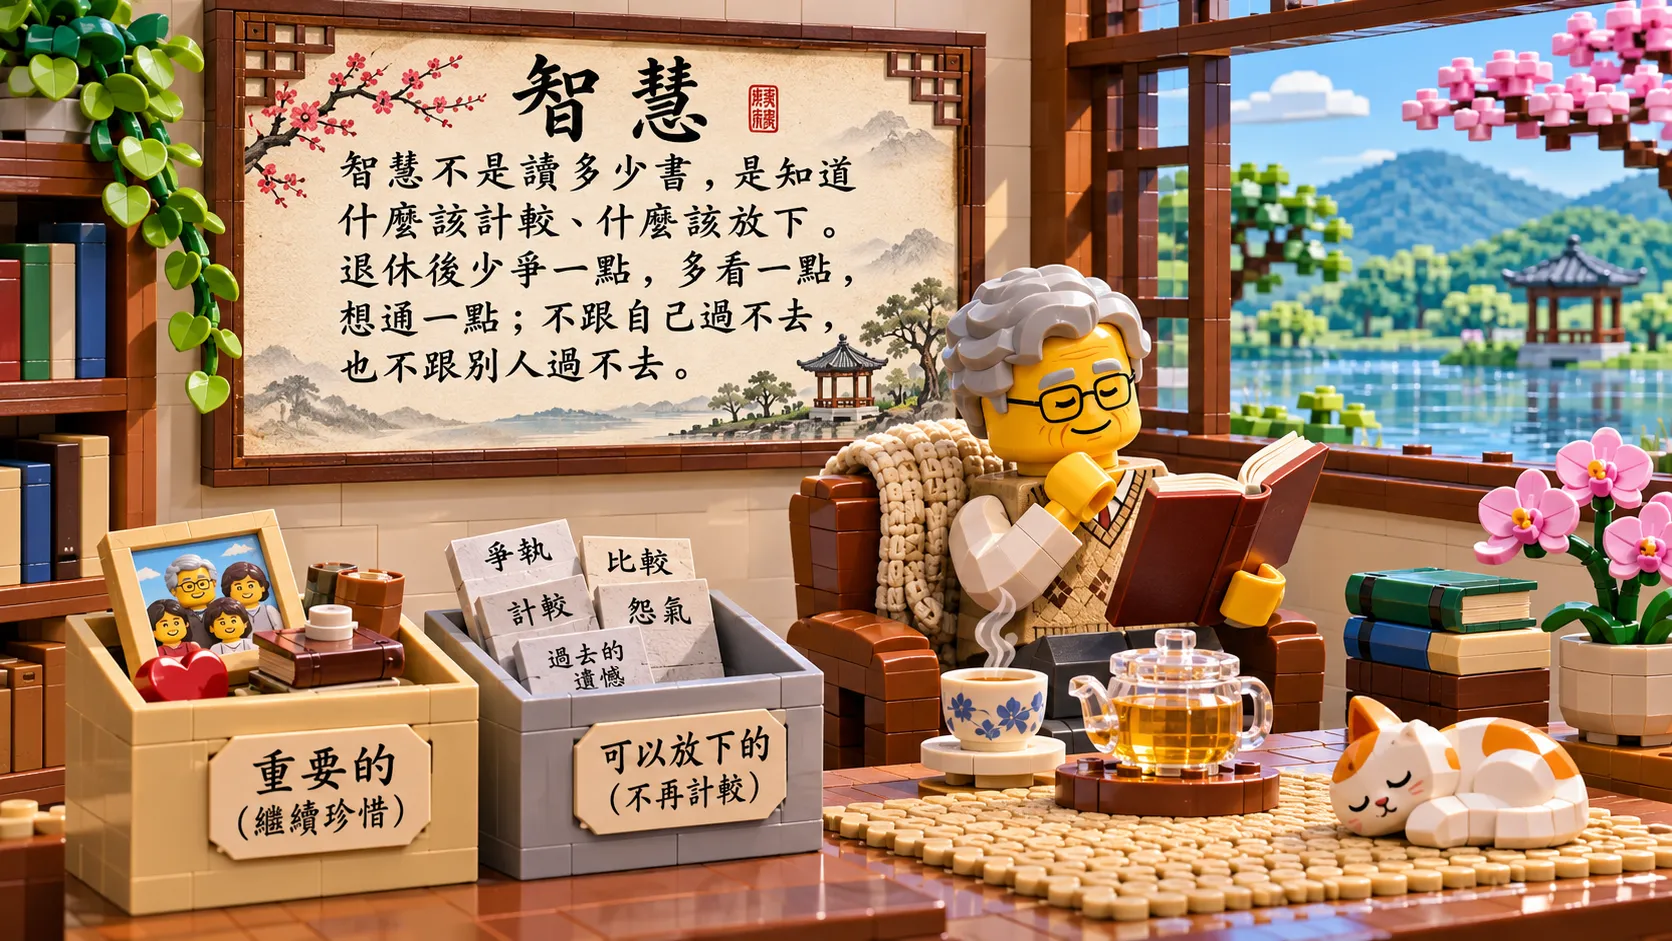 智慧
智慧不是讀多少書，是知道
什麼該計較、什麼該放下。
退休後少爭一點，多看一點，
想通一點；不跟自己過不去，
也不跟別人過不去。
爭執
比較
計較
怨氣
過去的
遺憾
重要的
（繼續珍惜）
可以放下的
（不再計較）